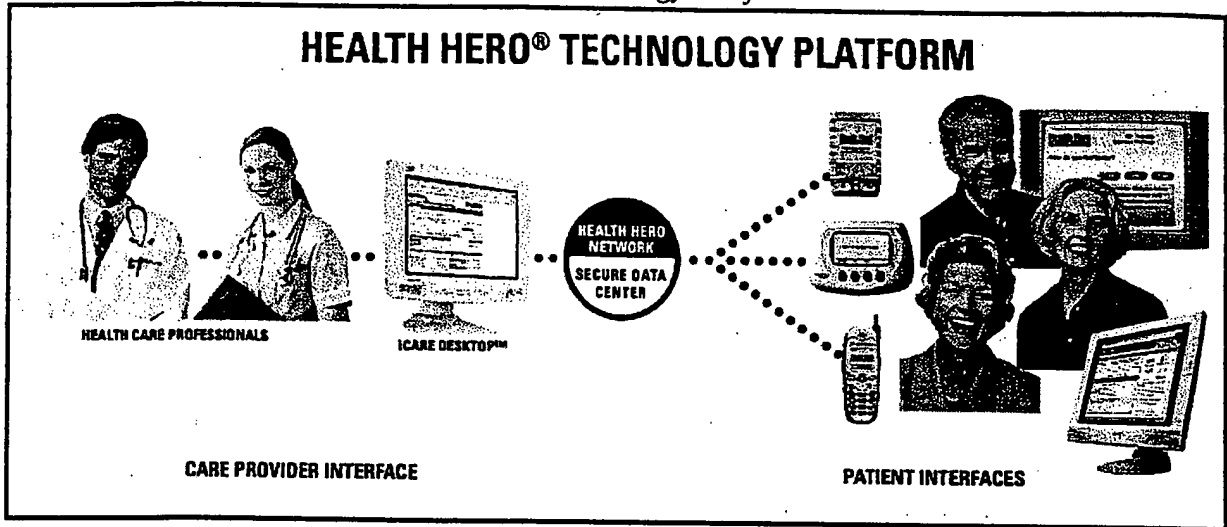 HEALTH HERO® TECHNOLOGY PLATFORM
HEALTH HERO
NETWORK
SECURE DATA
CENTER
HEALTH CARE PROFESSIONALS
iCARE DESKTOP™
CARE PROVIDER INTERFACE
PATIENT INTERFACES